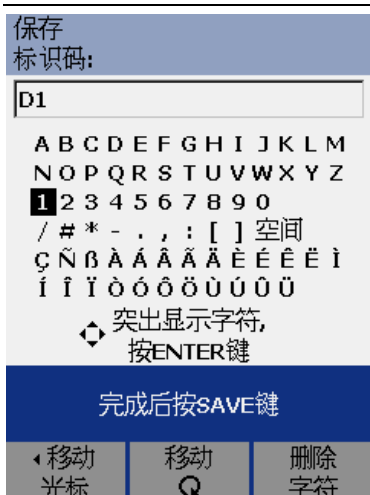 保存
标识码:
D1
A B C D E F G H I J K L M
N O P Q R S T U V W X Y Z
1 2 3 4 5 6 7 8 9 0
/ # * - . , : [ ] 空间
Ç Ñ ß À Á Â Ã Ä È É Ê Ë Ì
Í Î Ï Ò Ó Ô Ö Ù Ú Û Ü
突出显示字符,
按ENTER键
完成后按SAVE键
移动 移动 删除
光标 字符